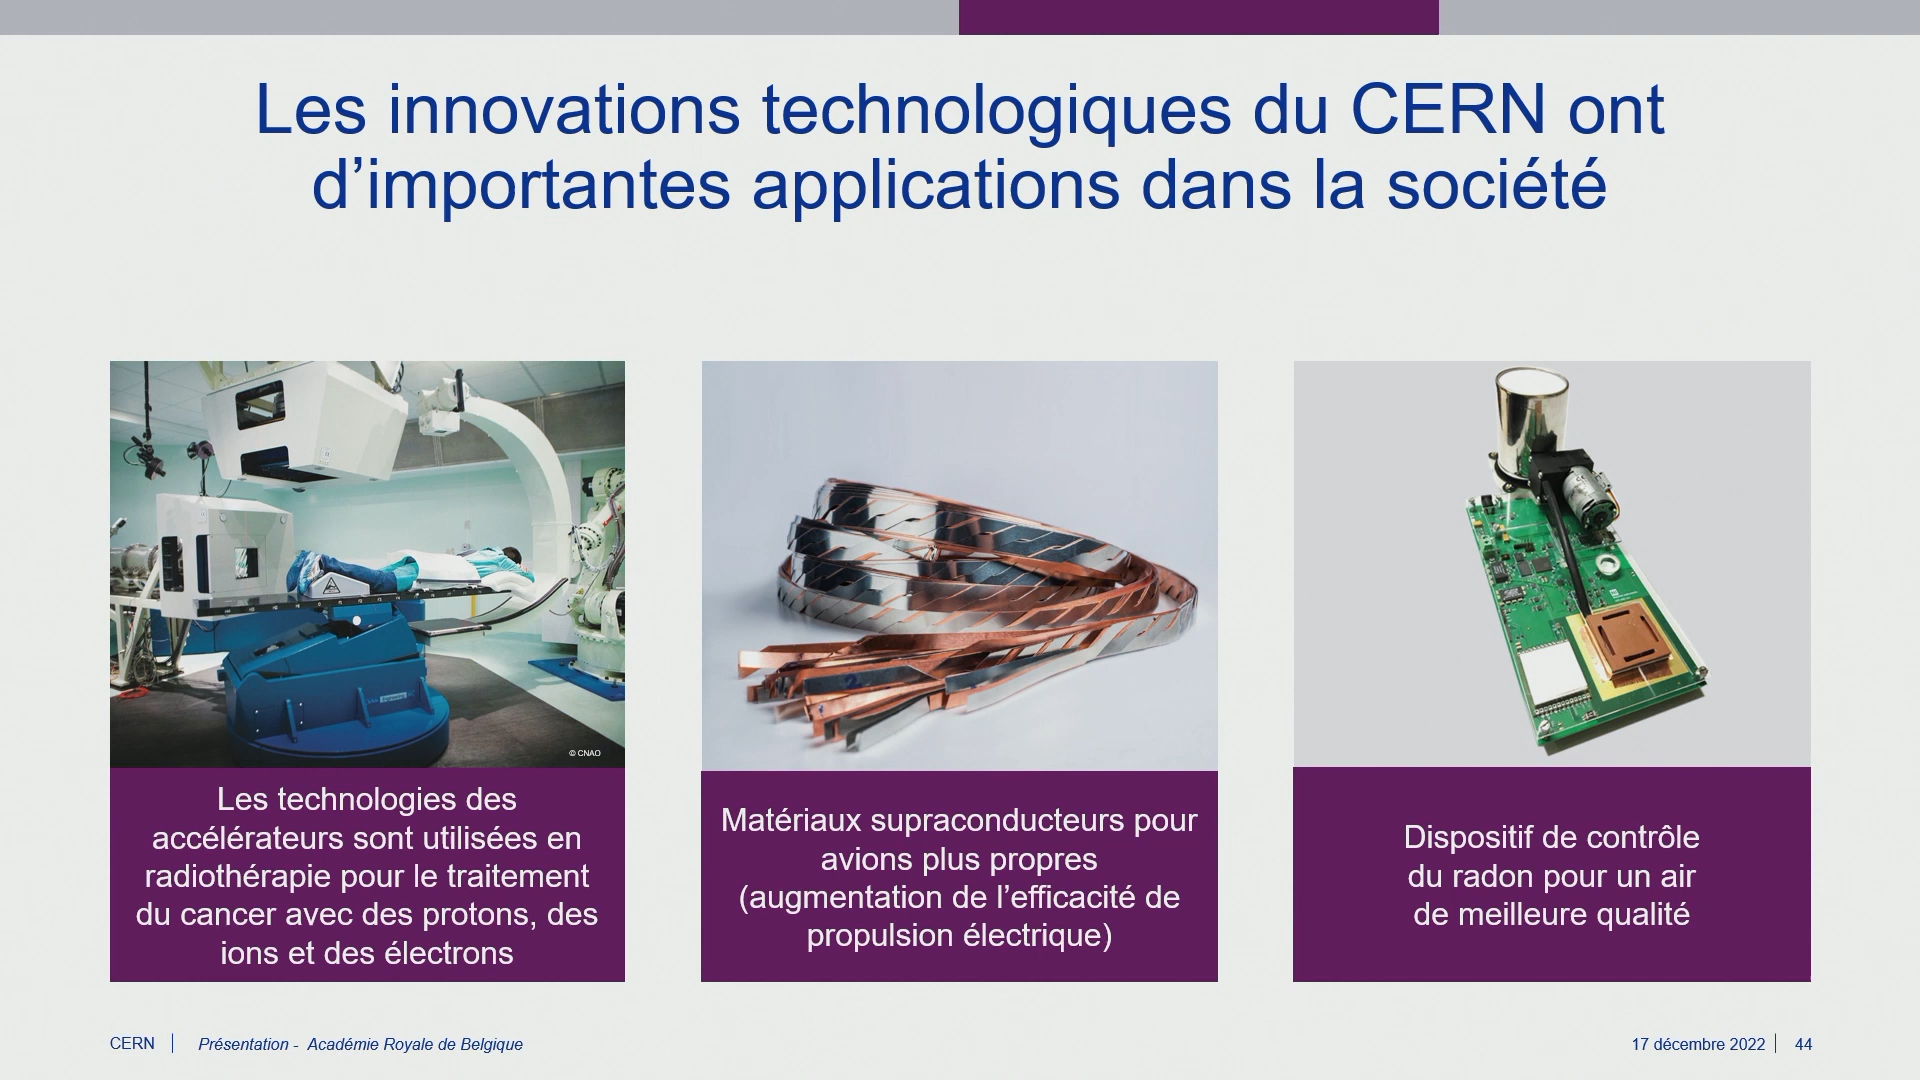 Les innovations technologiques du CERN ont
d’importantes applications dans la société
© CNAO
Les technologies des
accélérateurs sont utilisées en
radiothérapie pour le traitement
du cancer avec des protons, des
ions et des électrons
Matériaux supraconducteurs pour
avions plus propres
(augmentation de l’efficacité de
propulsion électrique)
Dispositif de contrôle
du radon pour un air
de meilleure qualité
CERN
Présentation - Académie Royale de Belgique
17 décembre 2022
44